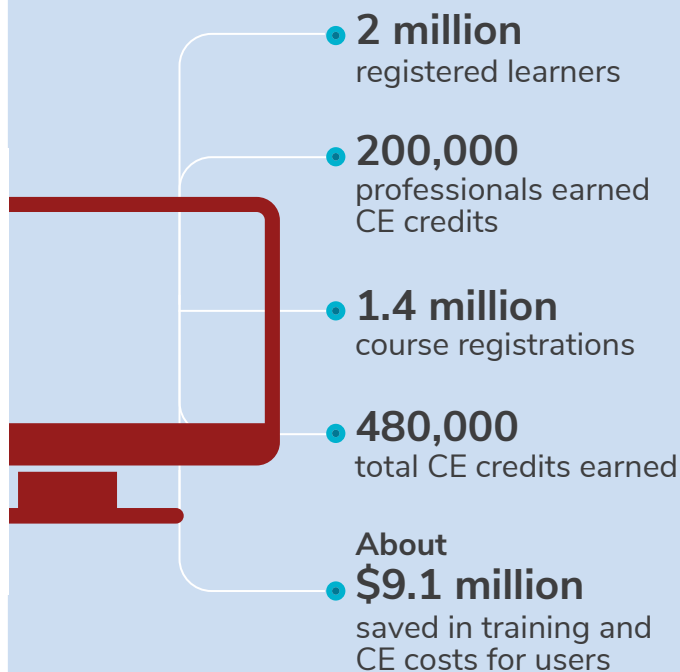 2 million
registered learners
200,000
professionals earned
CE credits
1.4 million
course registrations
480,000
total CE credits earned
About
$9.1 million
saved in training and
CE costs for users